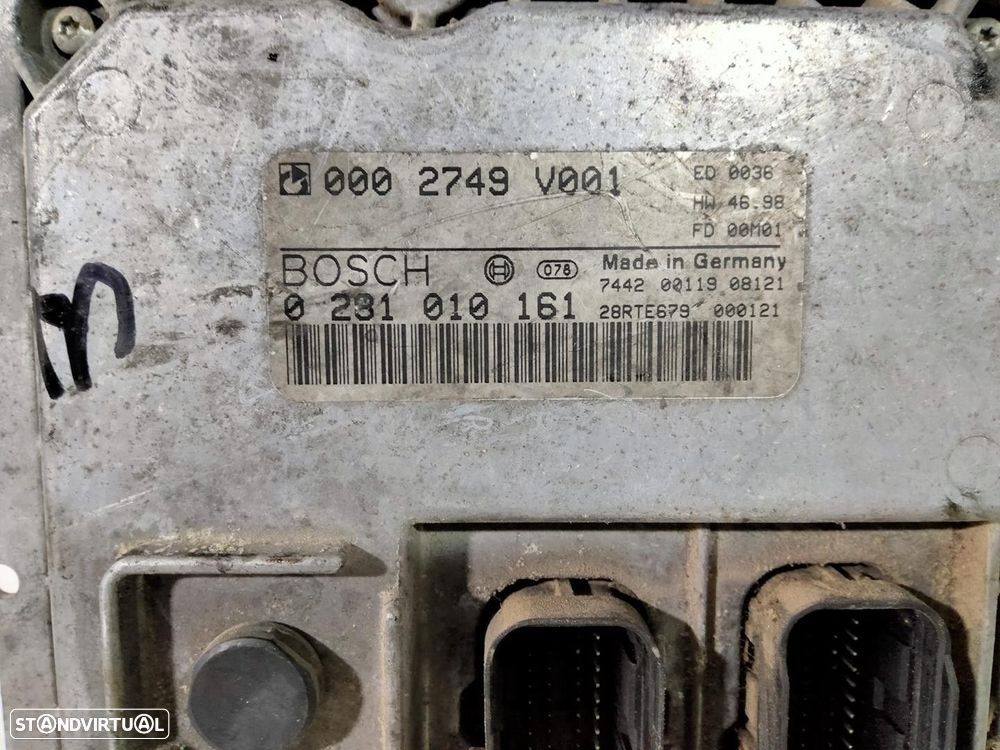 000 2749 V001
ED 0036
HW 46.98
FD 00M01
BOSCH
078
Made in Germany
7442 00119 08121
0 231 010 161
28RTE679 000121
STANDVIRTUAL